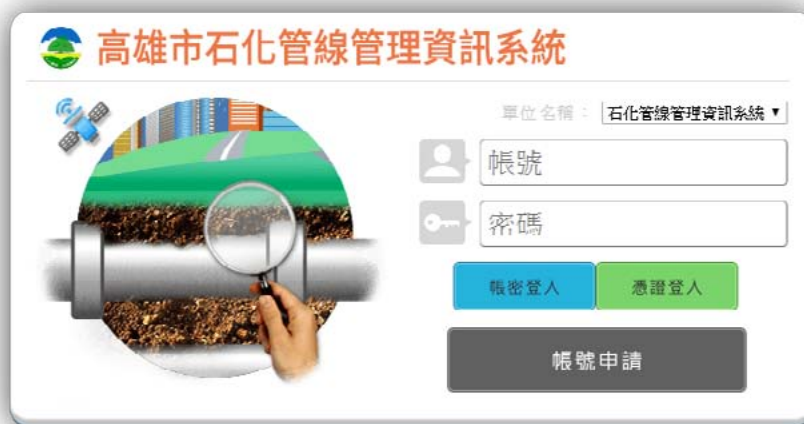 高雄市石化管線管理資訊系統
單位名稱：
石化管線管理資訊系統
帳號
密碼
帳密登入
憑證登入
帳號申請